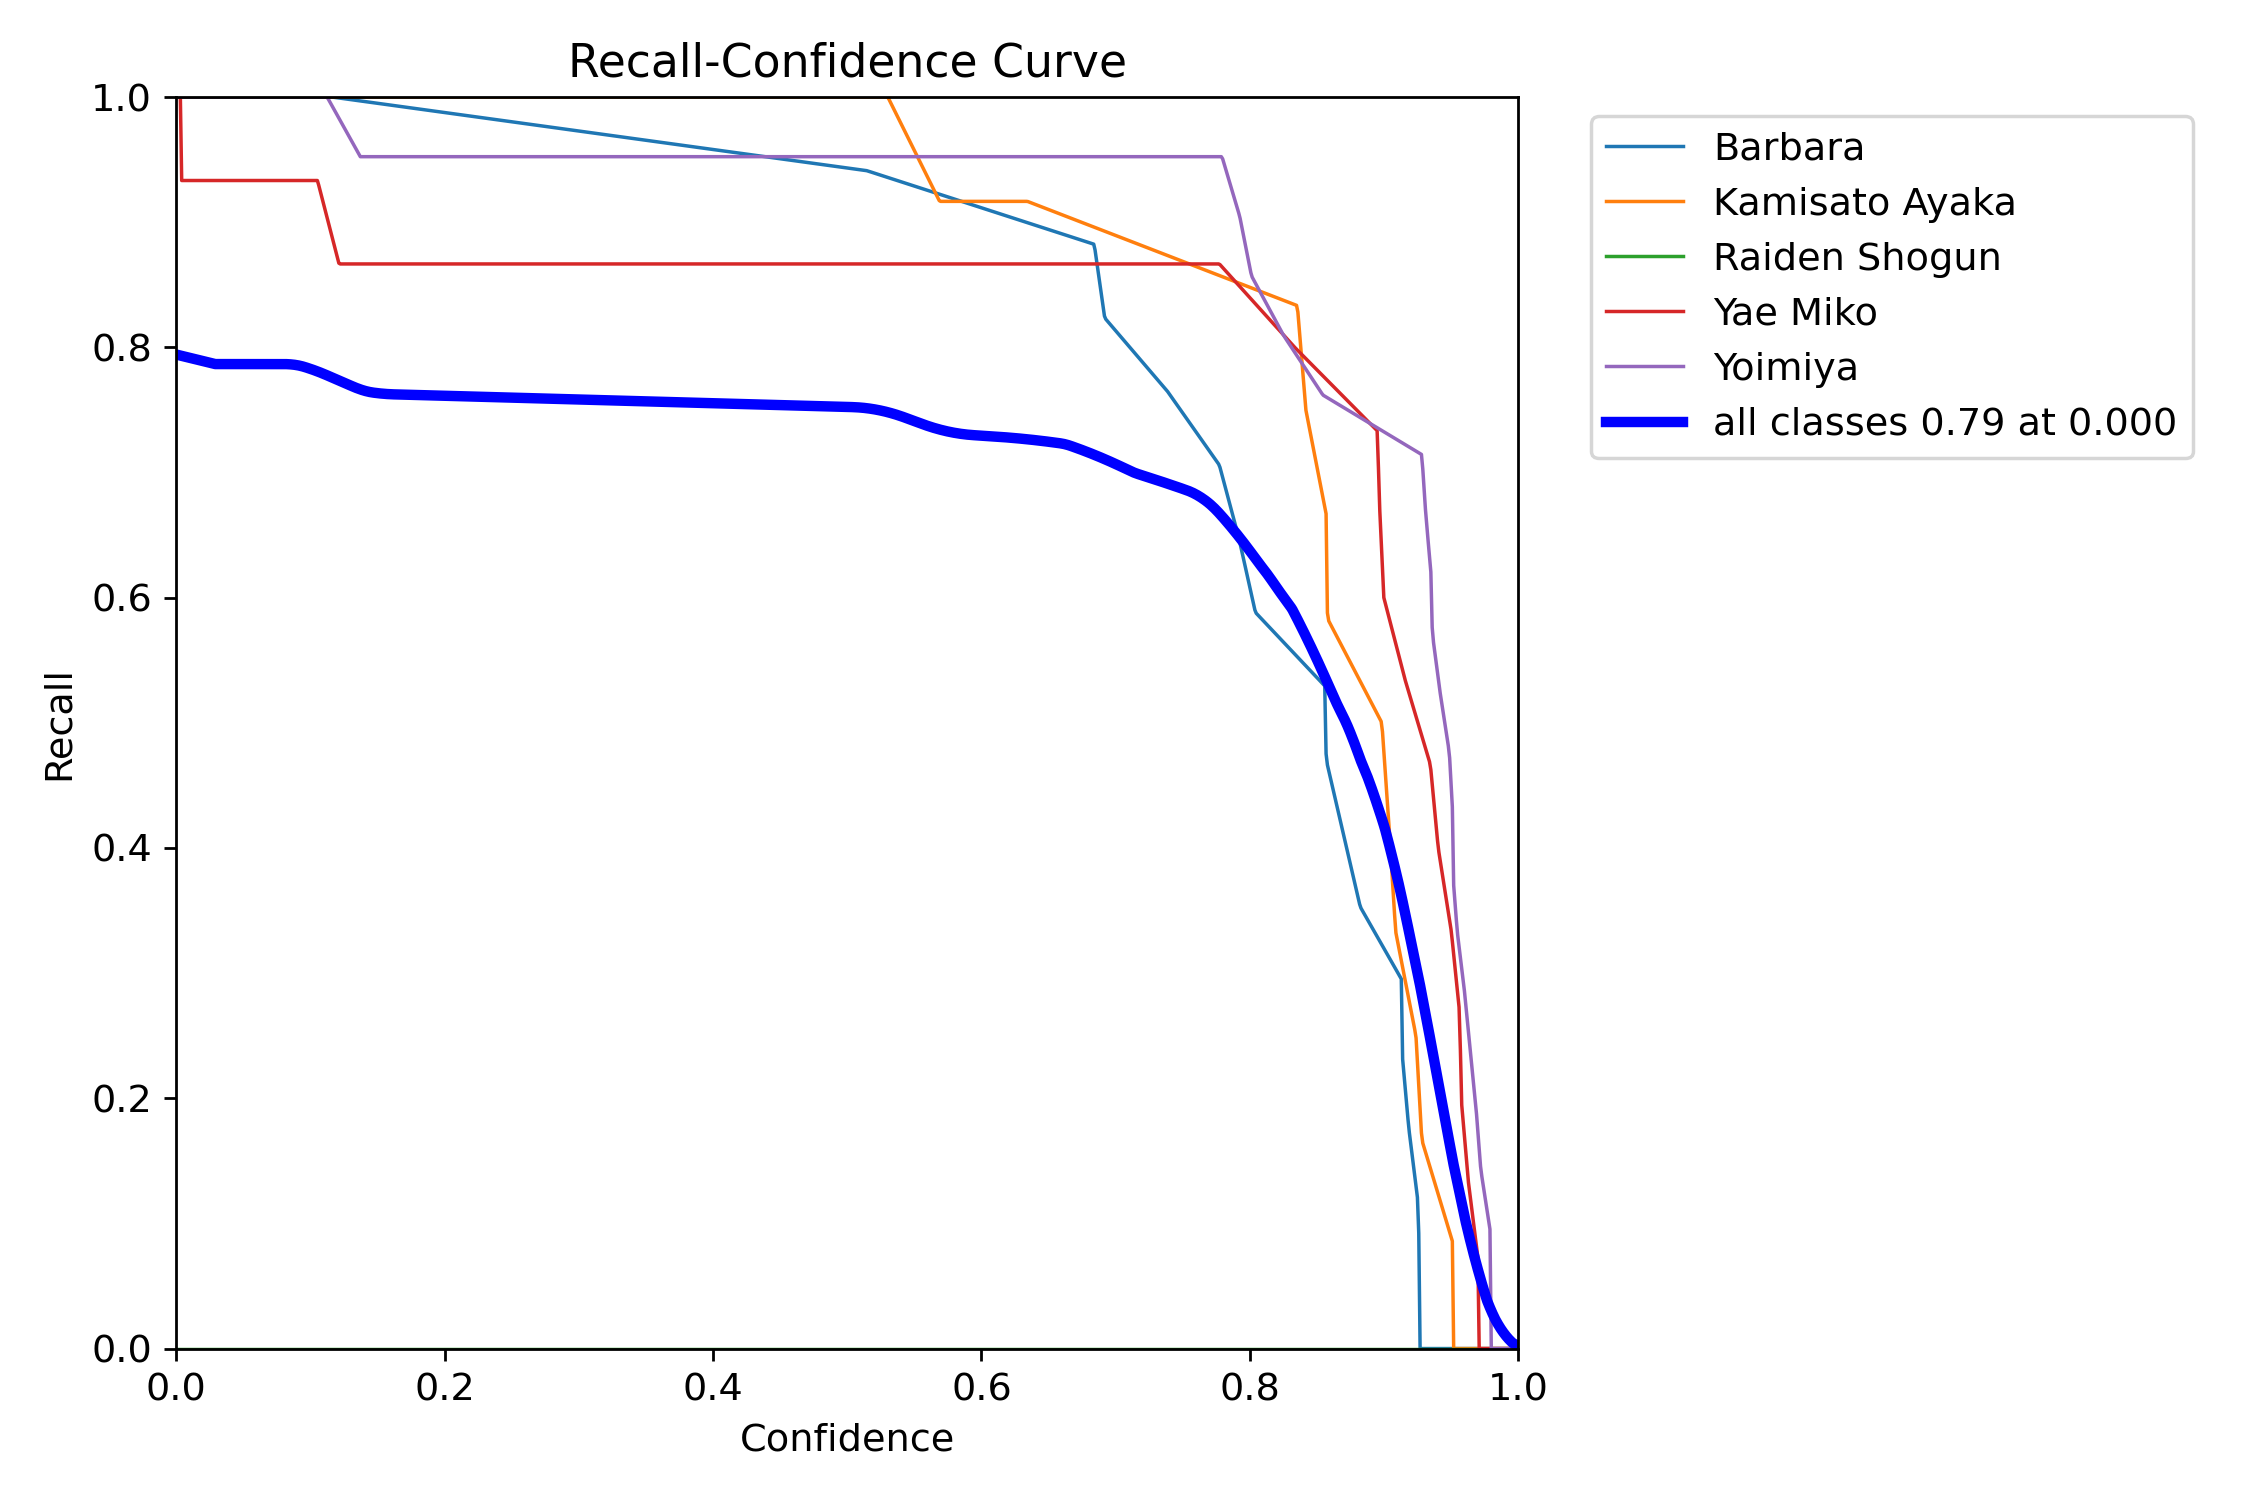 Recall-Confidence Curve
1.0
0.8
0.6
0.4
0.2
0.0
Recall
0.0 0.2 0.4 0.6 0.8 1.0
Confidence
Barbara
Kamisato Ayaka
Raiden Shogun
Yae Miko
Yoimiya
all classes 0.79 at 0.000